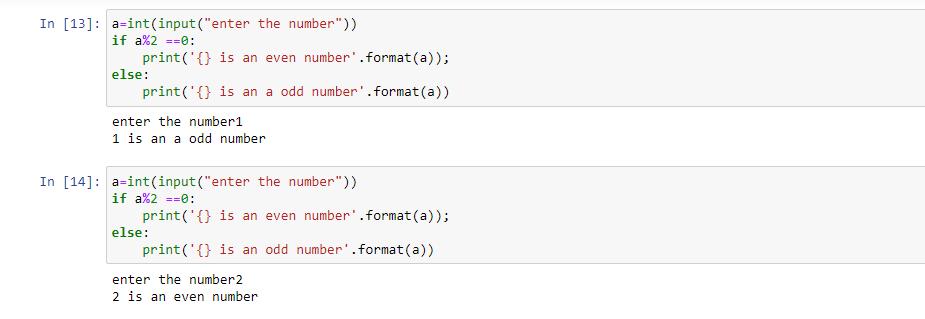 In [13]: a=int(input("enter the number"))
if a%2 ==0:
    print('{} is an even number'.format(a));
else:
    print('{} is an a odd number'.format(a))
enter the number1
1 is an a odd number
In [14]: a=int(input("enter the number"))
if a%2 ==0:
    print('{} is an even number'.format(a));
else:
    print('{} is an odd number'.format(a))
enter the number2
2 is an even number